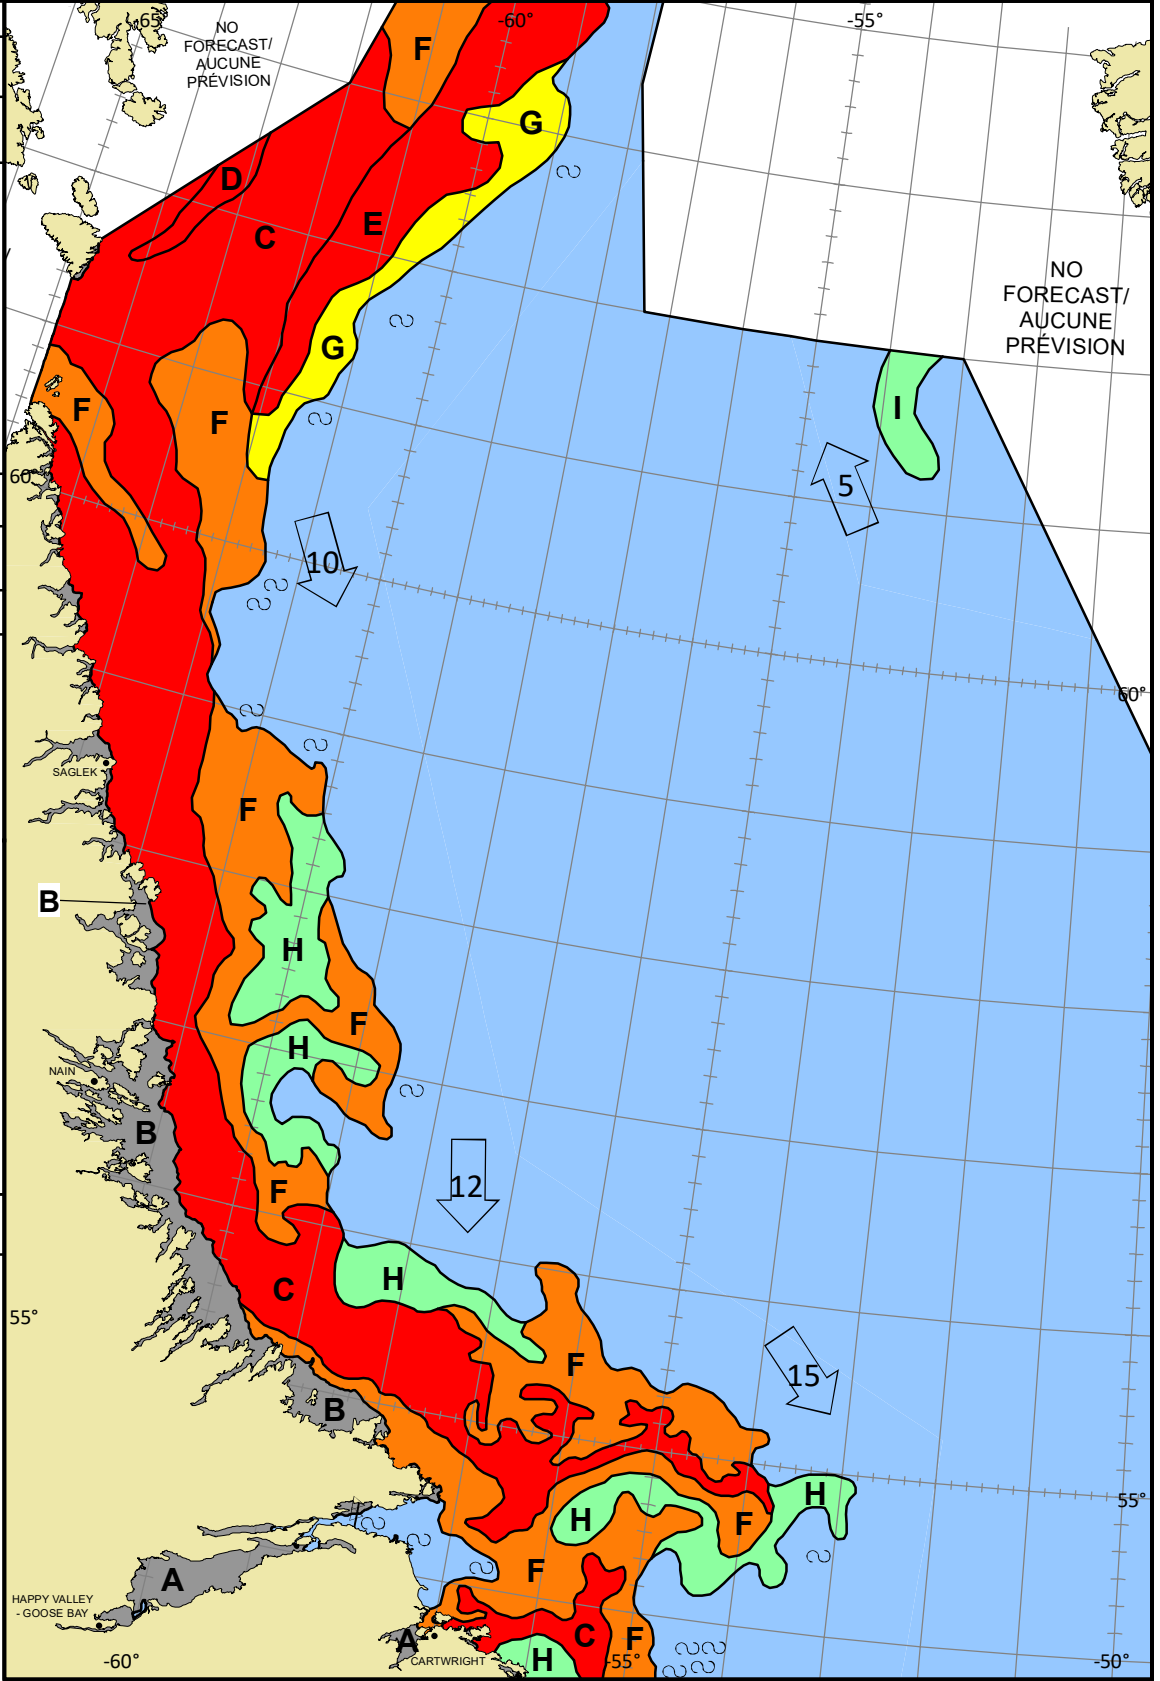 -65°
-60°
-55°
NO
FORECAST/
AUCUNE
PRÉVISION
F
G
D
C
E
NO
FORECAST/
AUCUNE
PRÉVISION
G
F
F
I
60°
5
10
60°
SAGLEK
F
B
H
F
H
NAIN
B
12
F
C
H
55°
F
15
B
H
55°
H
F
F
A
HAPPY VALLEY
- GOOSE BAY
A
C
F
H
CARTWRIGHT
-60°
-55°
-50°